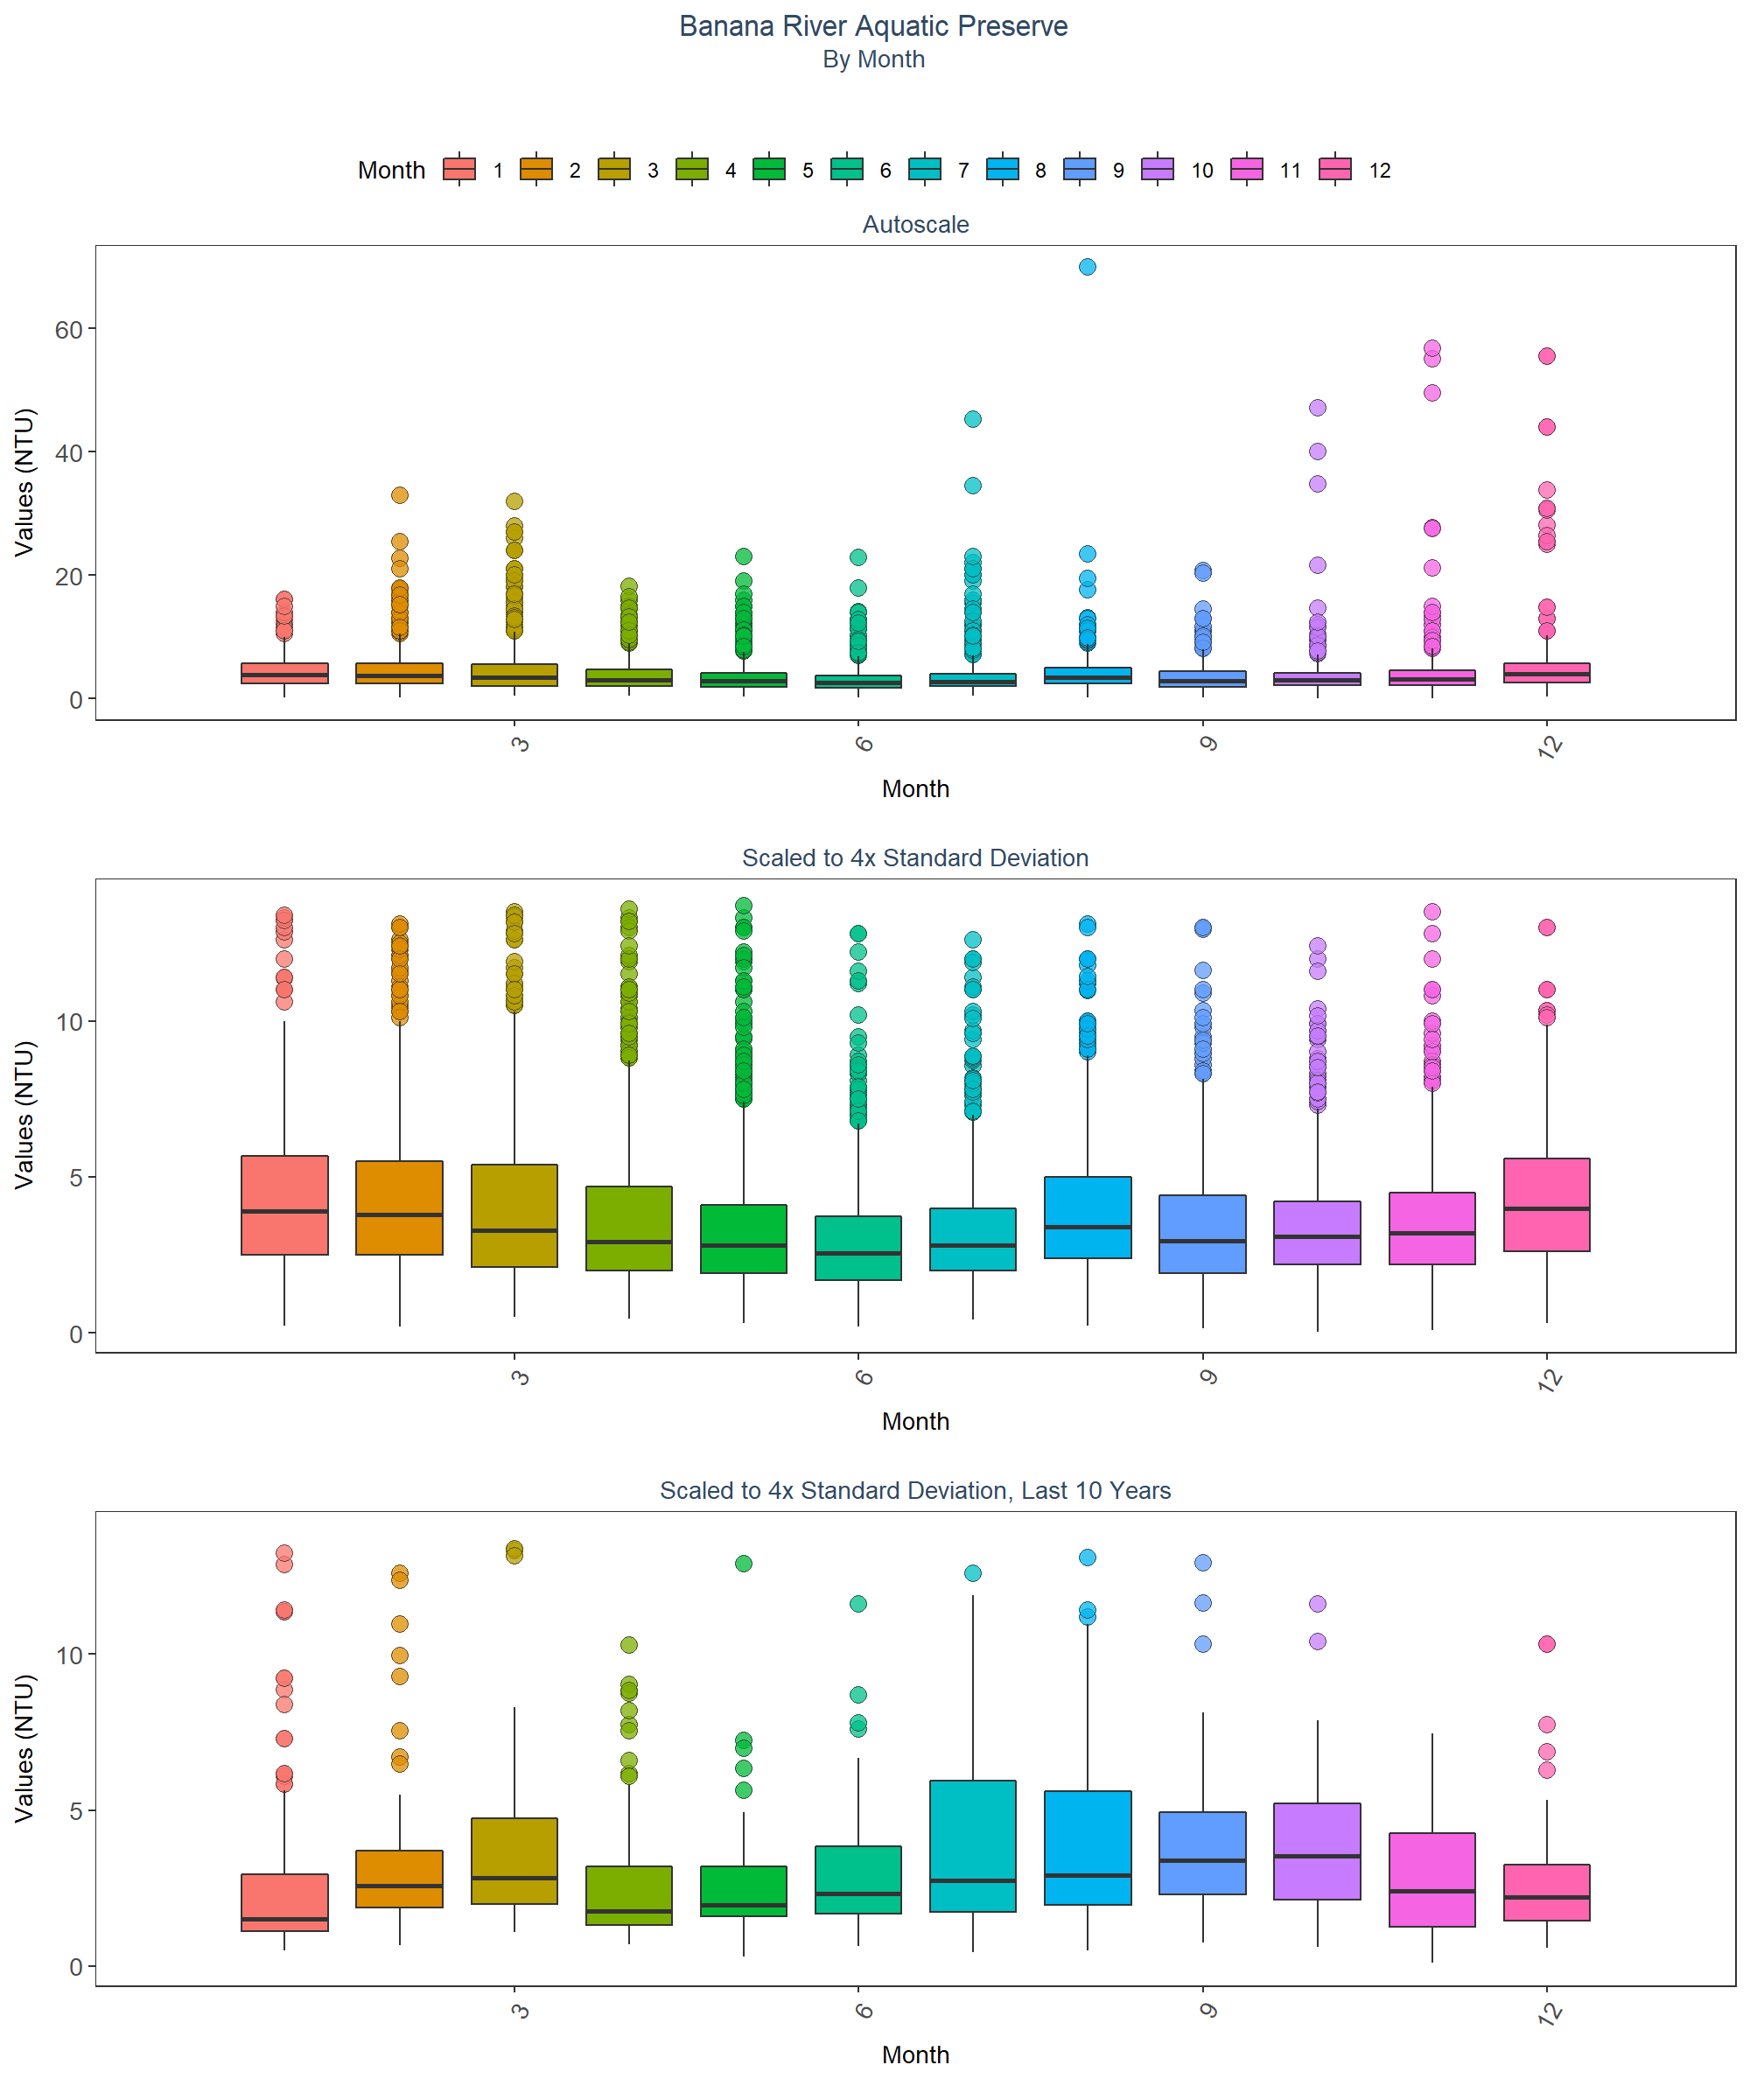 Banana River Aquatic Preserve
By Month
Month 1 2 3 4 5 6 7 8 9 10 11 12
Autoscale
Values (NTU)
60
40
20
0
3 6 9 12
Month
Scaled to 4x Standard Deviation
Values (NTU)
10
5
0
3 6 9 12
Month
Scaled to 4x Standard Deviation, Last 10 Years
Values (NTU)
10
5
0
3 6 9 12
Month